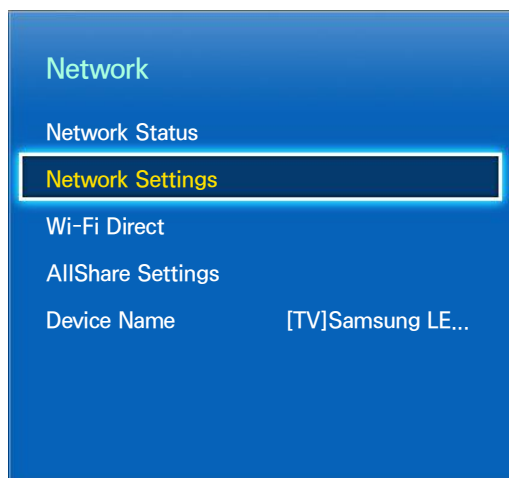 Network
Network Status
Network Settings
Wi-Fi Direct
AllShare Settings
Device Name [TV]Samsung LE...